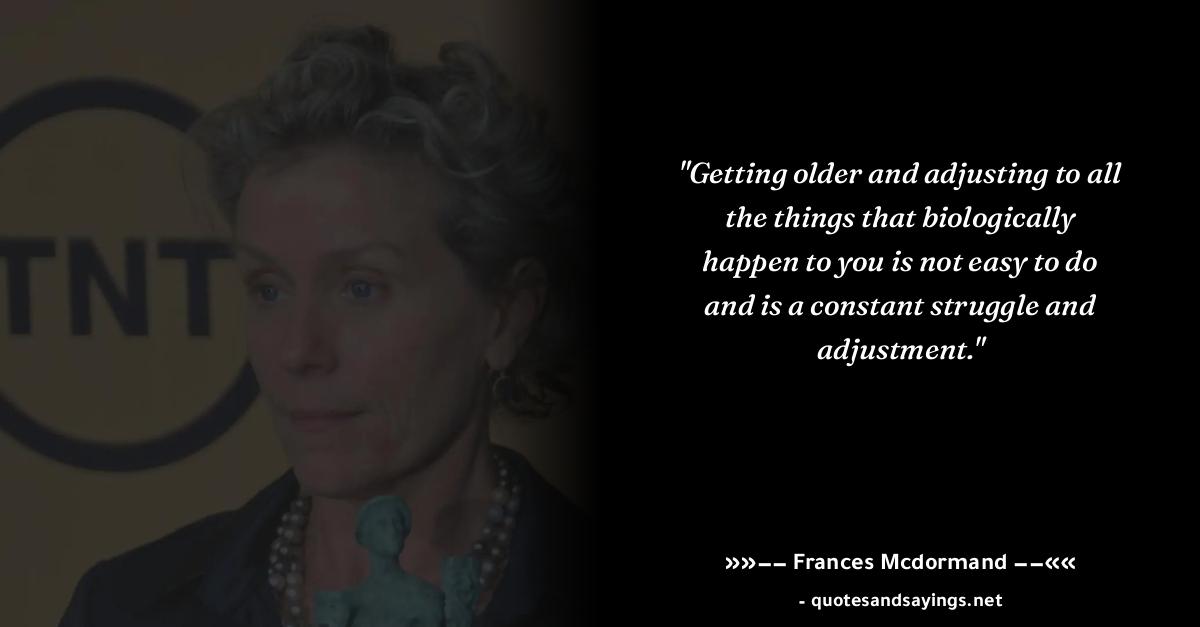 TNT
"Getting older and adjusting to all
the things that biologically
happen to you is not easy to do
and is a constant struggle and
adjustment."
»»−− Frances Mcdormand −−««
- quotesandsayings.net